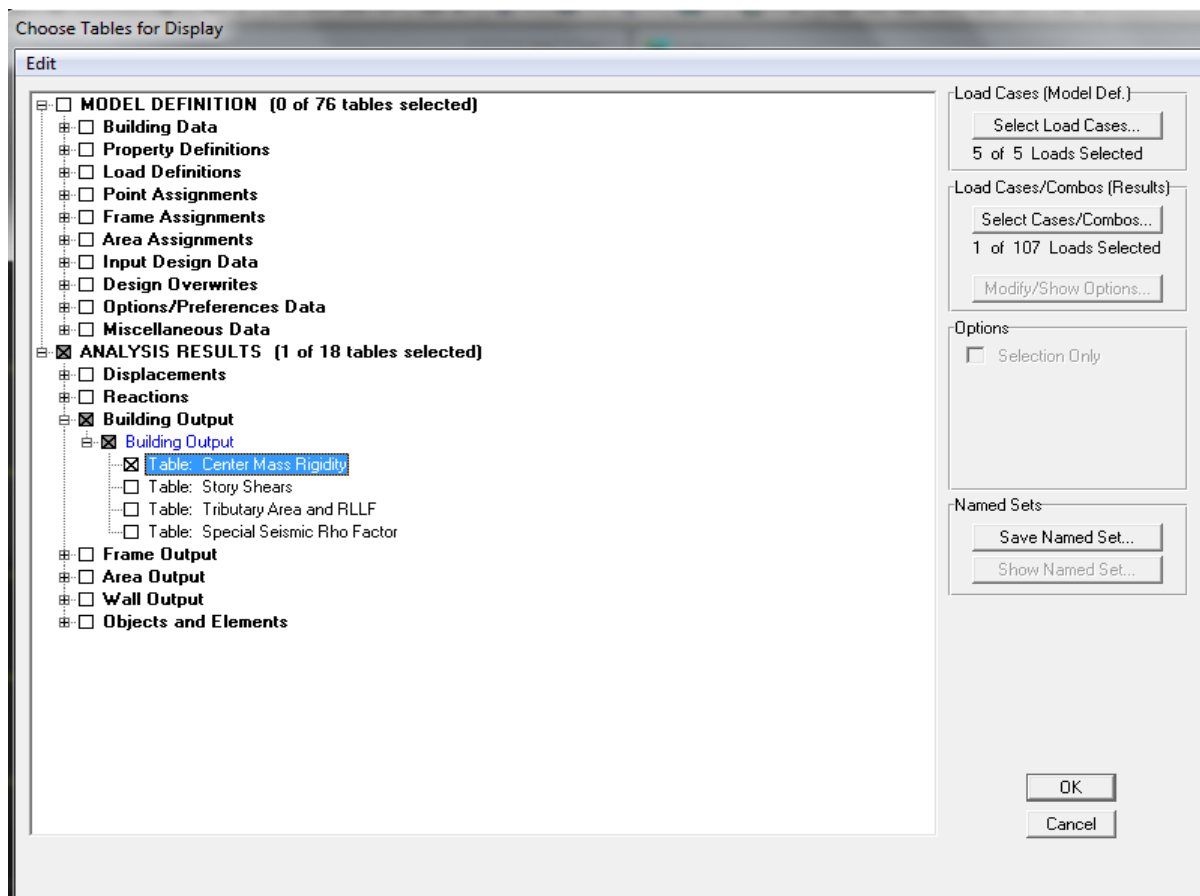 Choose Tables for Display
Edit
MODEL DEFINITION (0 of 76 tables selected)
Building Data
Property Definitions
Load Definitions
Point Assignments
Frame Assignments
Area Assignments
Input Design Data
Design Overwrites
Options/Preferences Data
Miscellaneous Data
ANALYSIS RESULTS (1 of 18 tables selected)
Displacements
Reactions
Building Output
Building Output
Table: Center Mass Rigidity
Table: Story Shears
Table: Tributary Area and RLLF
Table: Special Seismic Rho Factor
Frame Output
Area Output
Wall Output
Objects and Elements
Load Cases (Model Def.)
Select Load Cases...
5 of 5 Loads Selected
Load Cases/Combos (Results)
Select Cases/Combos...
1 of 107 Loads Selected
Modify/Show Options...
Options
Selection Only
Named Sets
Save Named Set...
Show Named Set...
OK
Cancel